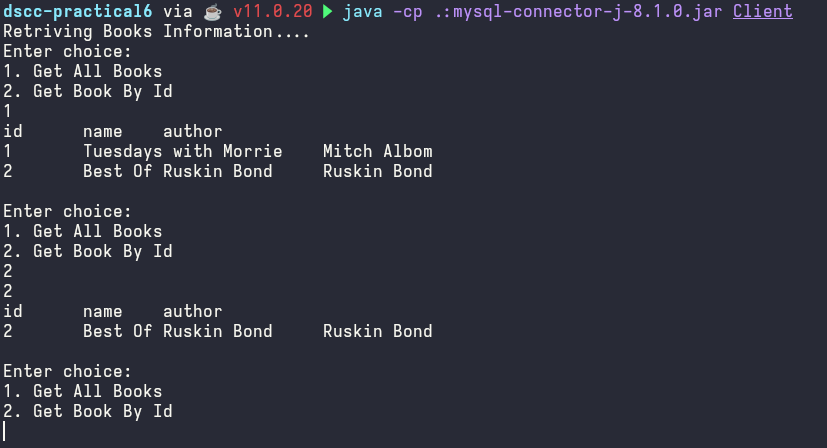 dscc-practical6 via ☕ v11.0.20 ▶ java -cp .:mysql-connector-j-8.1.0.jar Client
Retriving Books Information....
Enter choice:
1. Get All Books
2. Get Book By Id
1
id      name    author
1       Tuesdays with Morrie    Mitch Albom
2       Best Of Ruskin Bond     Ruskin Bond

Enter choice:
1. Get All Books
2. Get Book By Id
2
2
id      name    author
2       Best Of Ruskin Bond     Ruskin Bond

Enter choice:
1. Get All Books
2. Get Book By Id